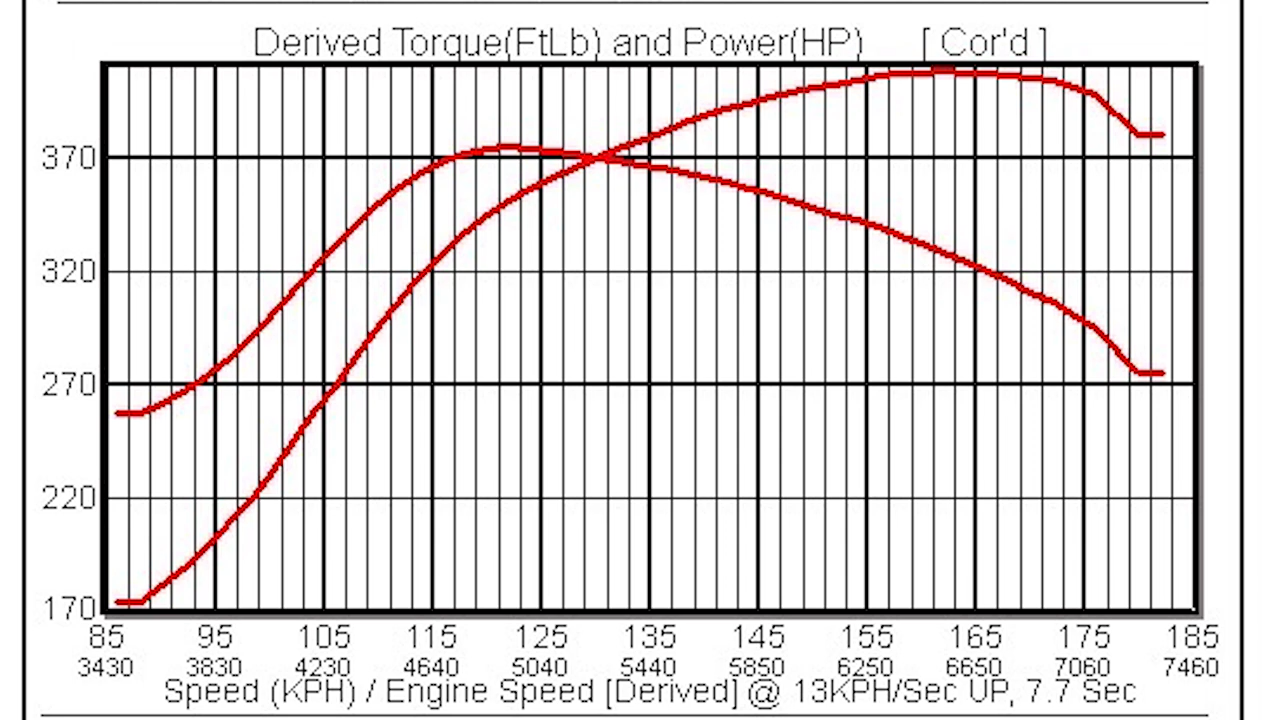 Derived Torque(FtLb) and Power(HP) [ Cor'd ]
370
320
270
220
170
85 95 105 115 125 135 145 155 165 175 185
3430 3830 4230 4640 5040 5440 5850 6250 6650 7060 7460
Speed (KPH) / Engine Speed [Derived] @ 13KPH/Sec UP, 7.7 Sec